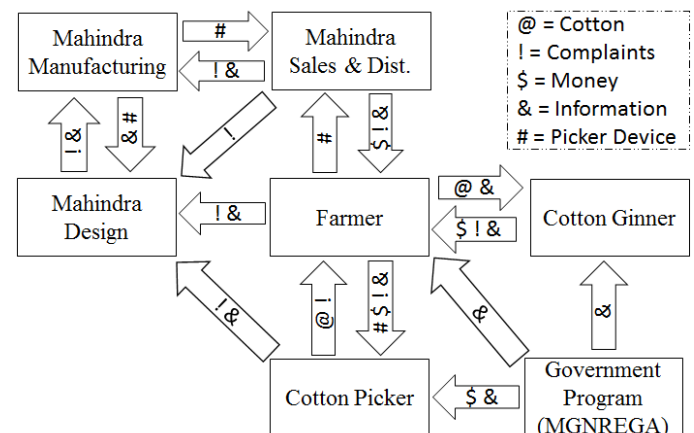 Mahindra
Manufacturing
#
! &
Mahindra
Sales & Dist.
@ = Cotton
! = Complaints
$ = Money
& = Information
# = Picker Device
! &
& #
!
#
$ ! &
Mahindra
Design
! &
Farmer
@ &
$ ! &
Cotton Ginner
! &
@ !
# $ ! &
&
&
Cotton Picker
$ &
Government
Program
(MGNREGA)